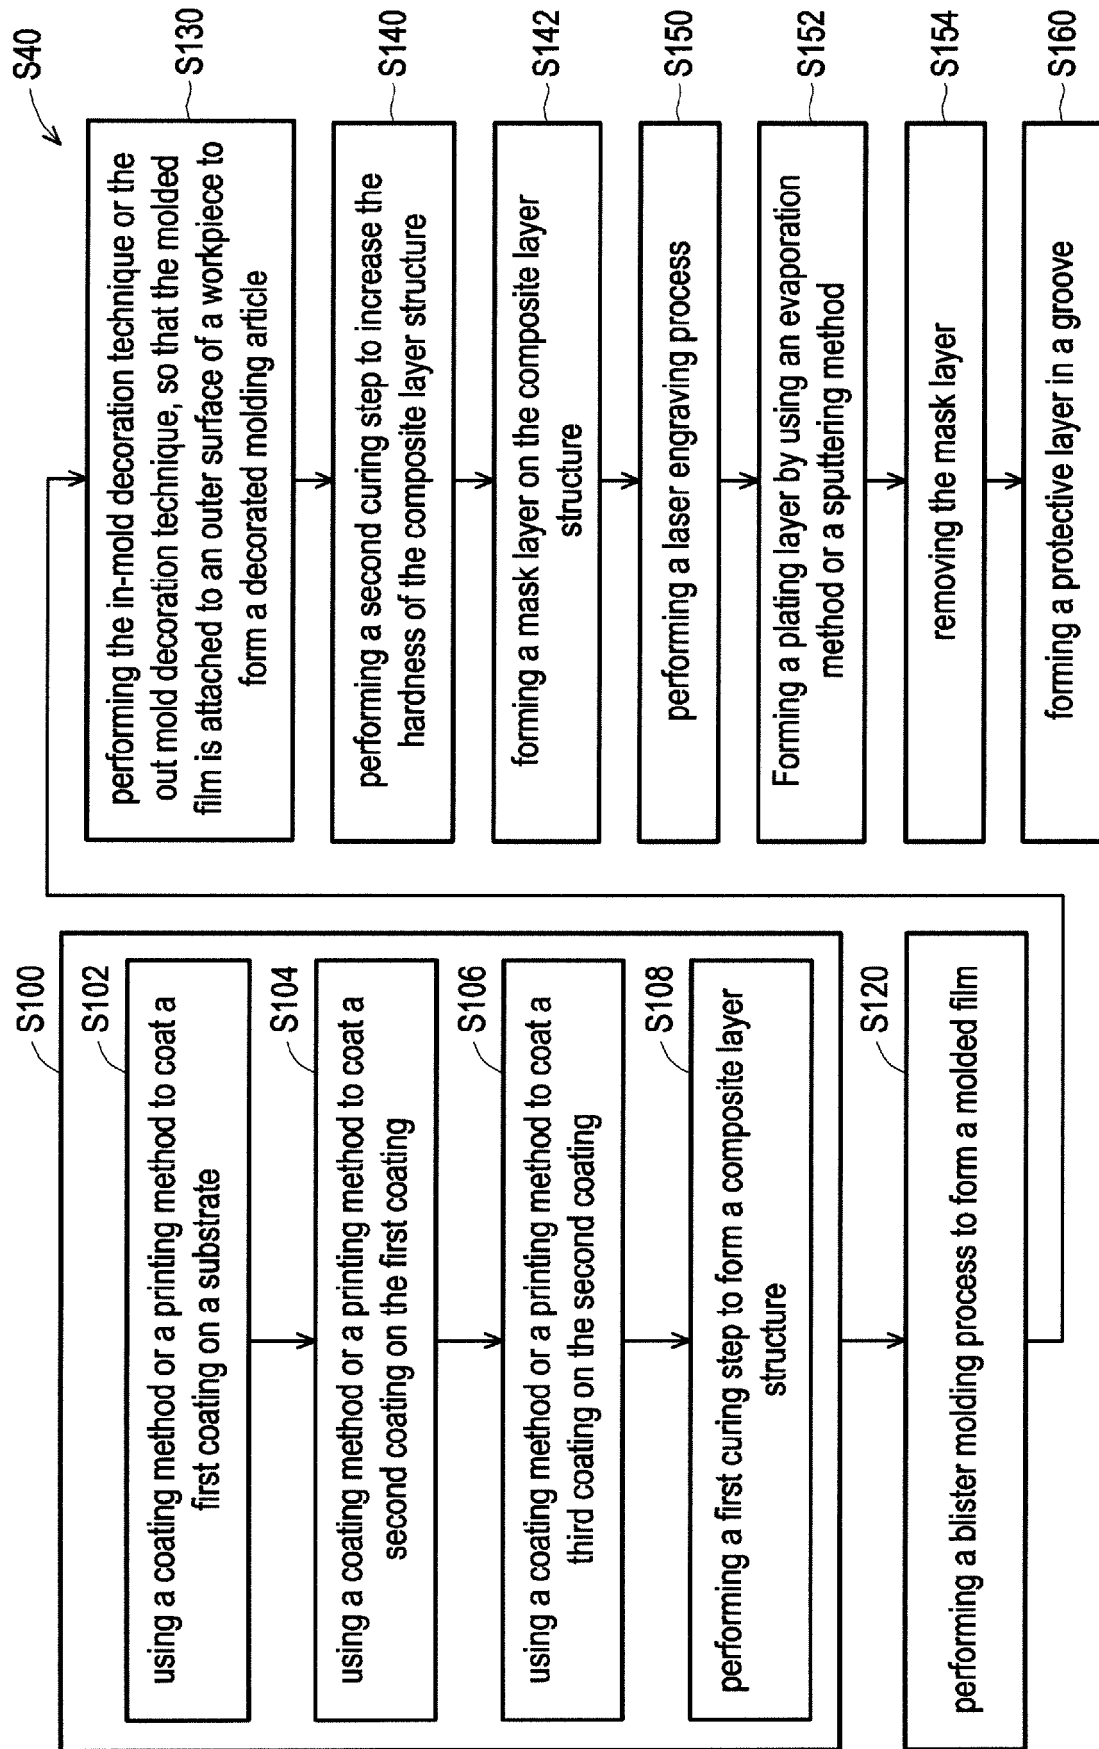 S40
S100
S102
using a coating method or a printing method to coat a
first coating on a substrate
S104
using a coating method or a printing method to coat a
second coating on the first coating
S106
using a coating method or a printing method to coat a
third coating on the second coating
S108
performing a first curing step to form a composite layer
structure
S120
performing a blister molding process to form a molded film
S130
performing the in-mold decoration technique or the
out mold decoration technique, so that the molded
film is attached to an outer surface of a workpiece to
form a decorated molding article
S140
performing a second curing step to increase the
hardness of the composite layer structure
S142
forming a mask layer on the composite layer
structure
S150
performing a laser engraving process
S152
Forming a plating layer by using an evaporation
method or a sputtering method
S154
removing the mask layer
S160
forming a protective layer in a groove